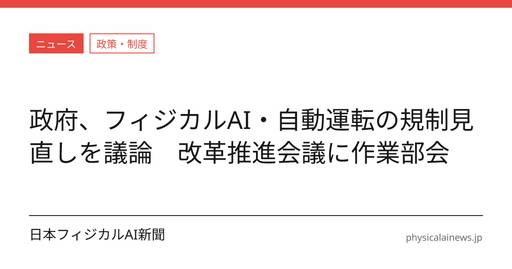 ニュース
政策・制度
政府、フィジカルAI・自動運転の規制見
直しを議論　改革推進会議に作業部会
日本フィジカルAI新聞
physicalainews.jp